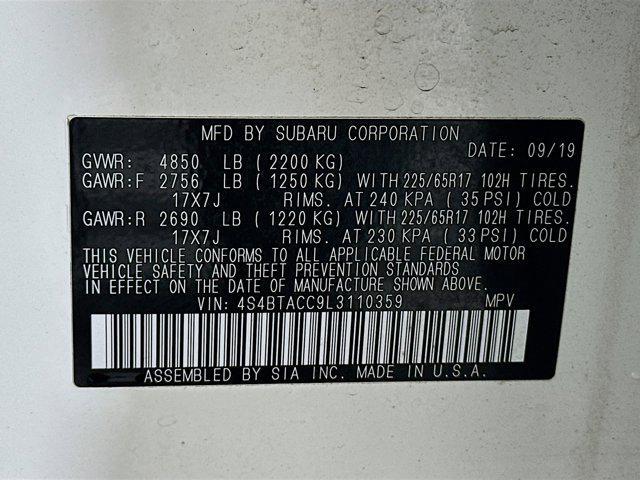 MFD BY SUBARU CORPORATION
DATE: 09/19
GVWR: 4850 LB (2200 KG)
GAWR:F 2756 LB (1250 KG) WITH 225/65R17 102H TIRES.
17X7J RIMS. AT 240 KPA (35 PSI) COLD
GAWR:R 2690 LB (1220 KG) WITH 225/65R17 102H TIRES.
17X7J RIMS. AT 230 KPA (33 PSI) COLD
THIS VEHICLE CONFORMS TO ALL APPLICABLE FEDERAL MOTOR
VEHICLE SAFETY AND THEFT PREVENTION STANDARDS
IN EFFECT ON THE DATE OF MANUFACTURE SHOWN ABOVE.
VIN: 4S4BTACC9L3110359 MPV
ASSEMBLED BY SIA INC. MADE IN U.S.A.